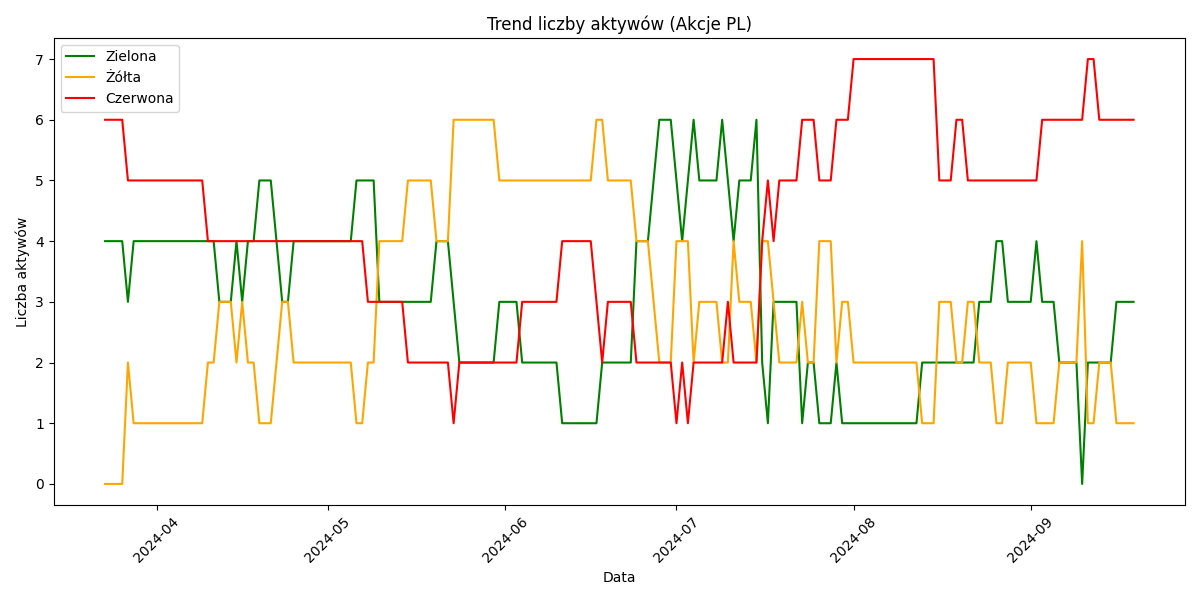 Trend liczby aktywów (Akcje PL)
Zielona
Żółta
Czerwona
7
6
5
4
3
2
1
0
Liczba aktywów
2024-04
2024-05
2024-06
2024-07
2024-08
2024-09
Data